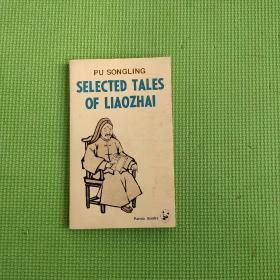 PU SONGLING
SELECTED TALES
OF LIAOZHAI
Panda Books